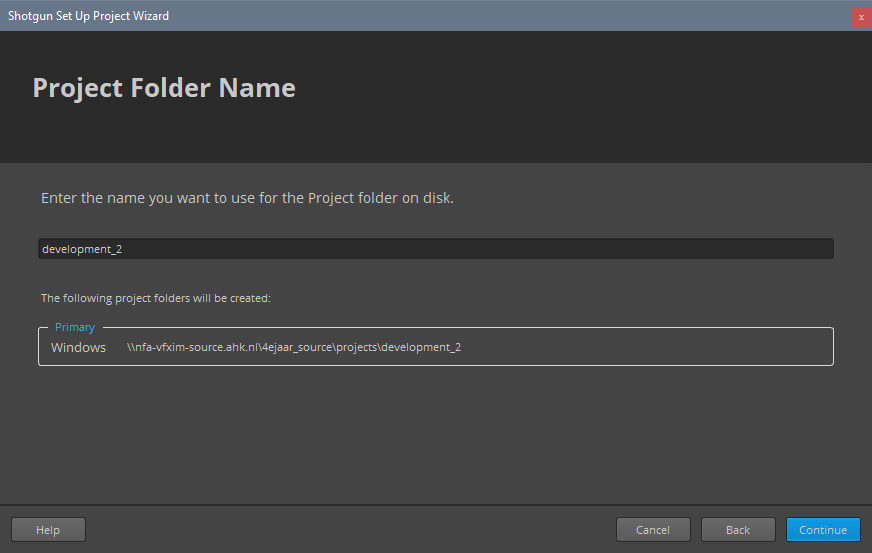 Shotgun Set Up Project Wizard
x
Project Folder Name
Enter the name you want to use for the Project folder on disk.
development_2
The following project folders will be created:
Primary
Windows \\nfa-vfxim-source.ahk.nl\4ejaar_source\projects\development_2
Help Cancel Back Continue